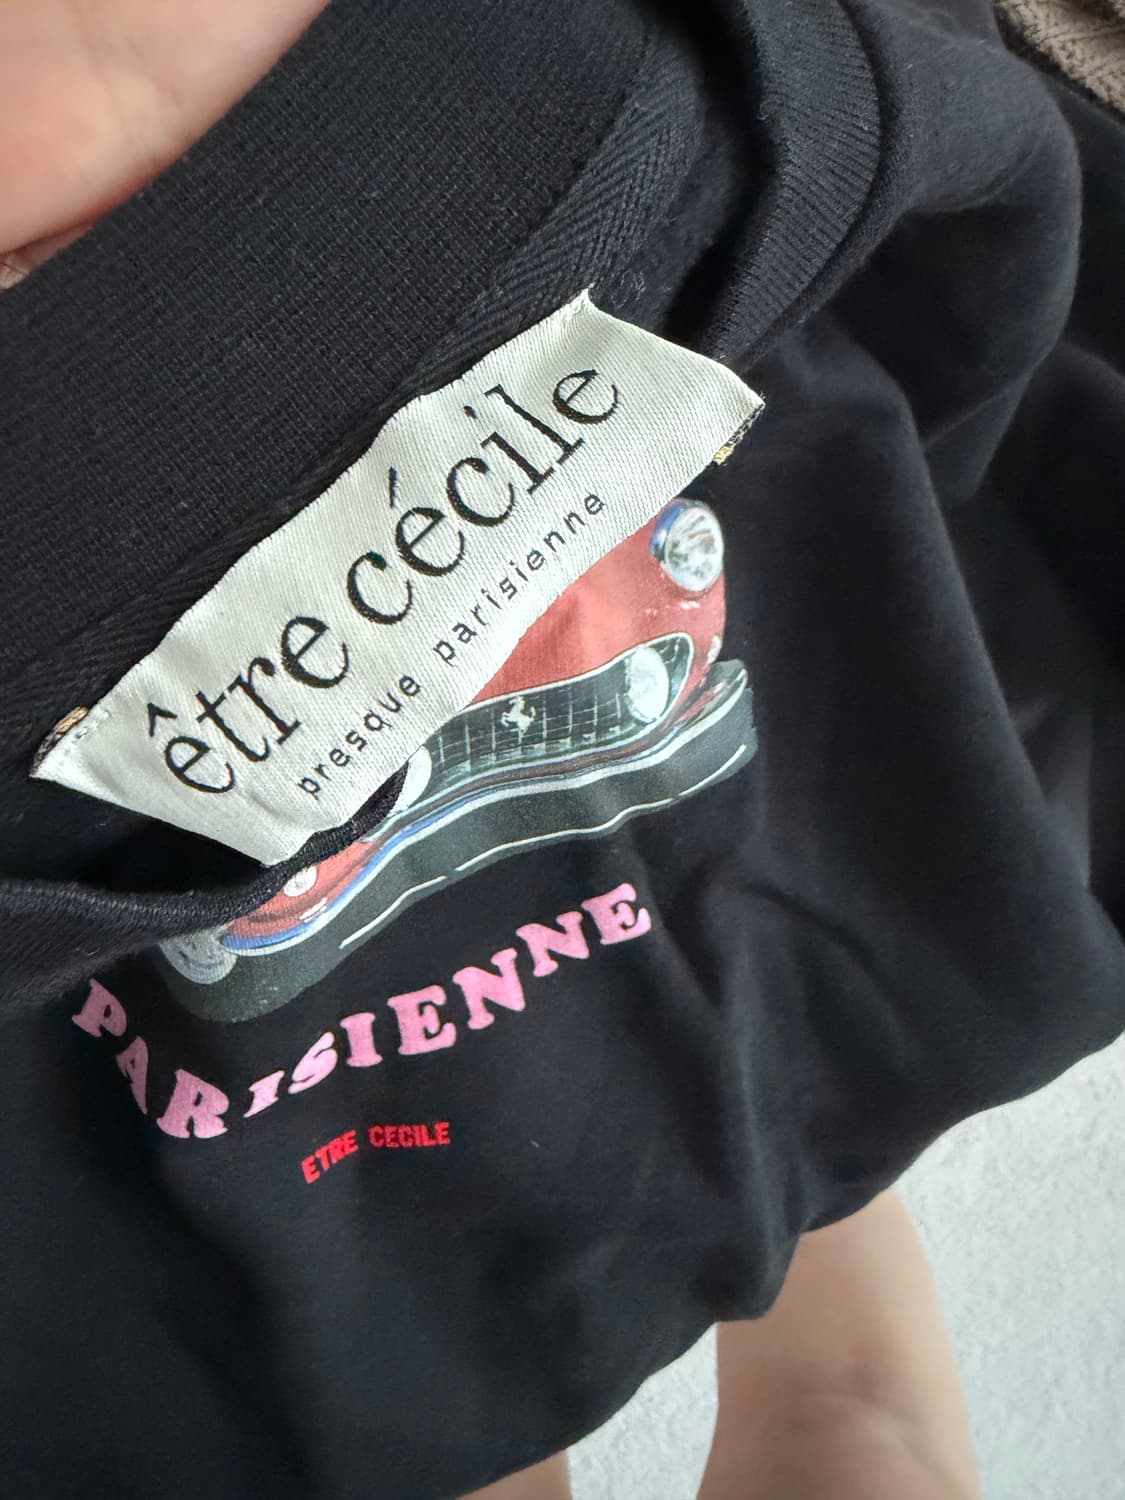 être cécile
presque parisienne
PARISIENNE
ETRE CECILE